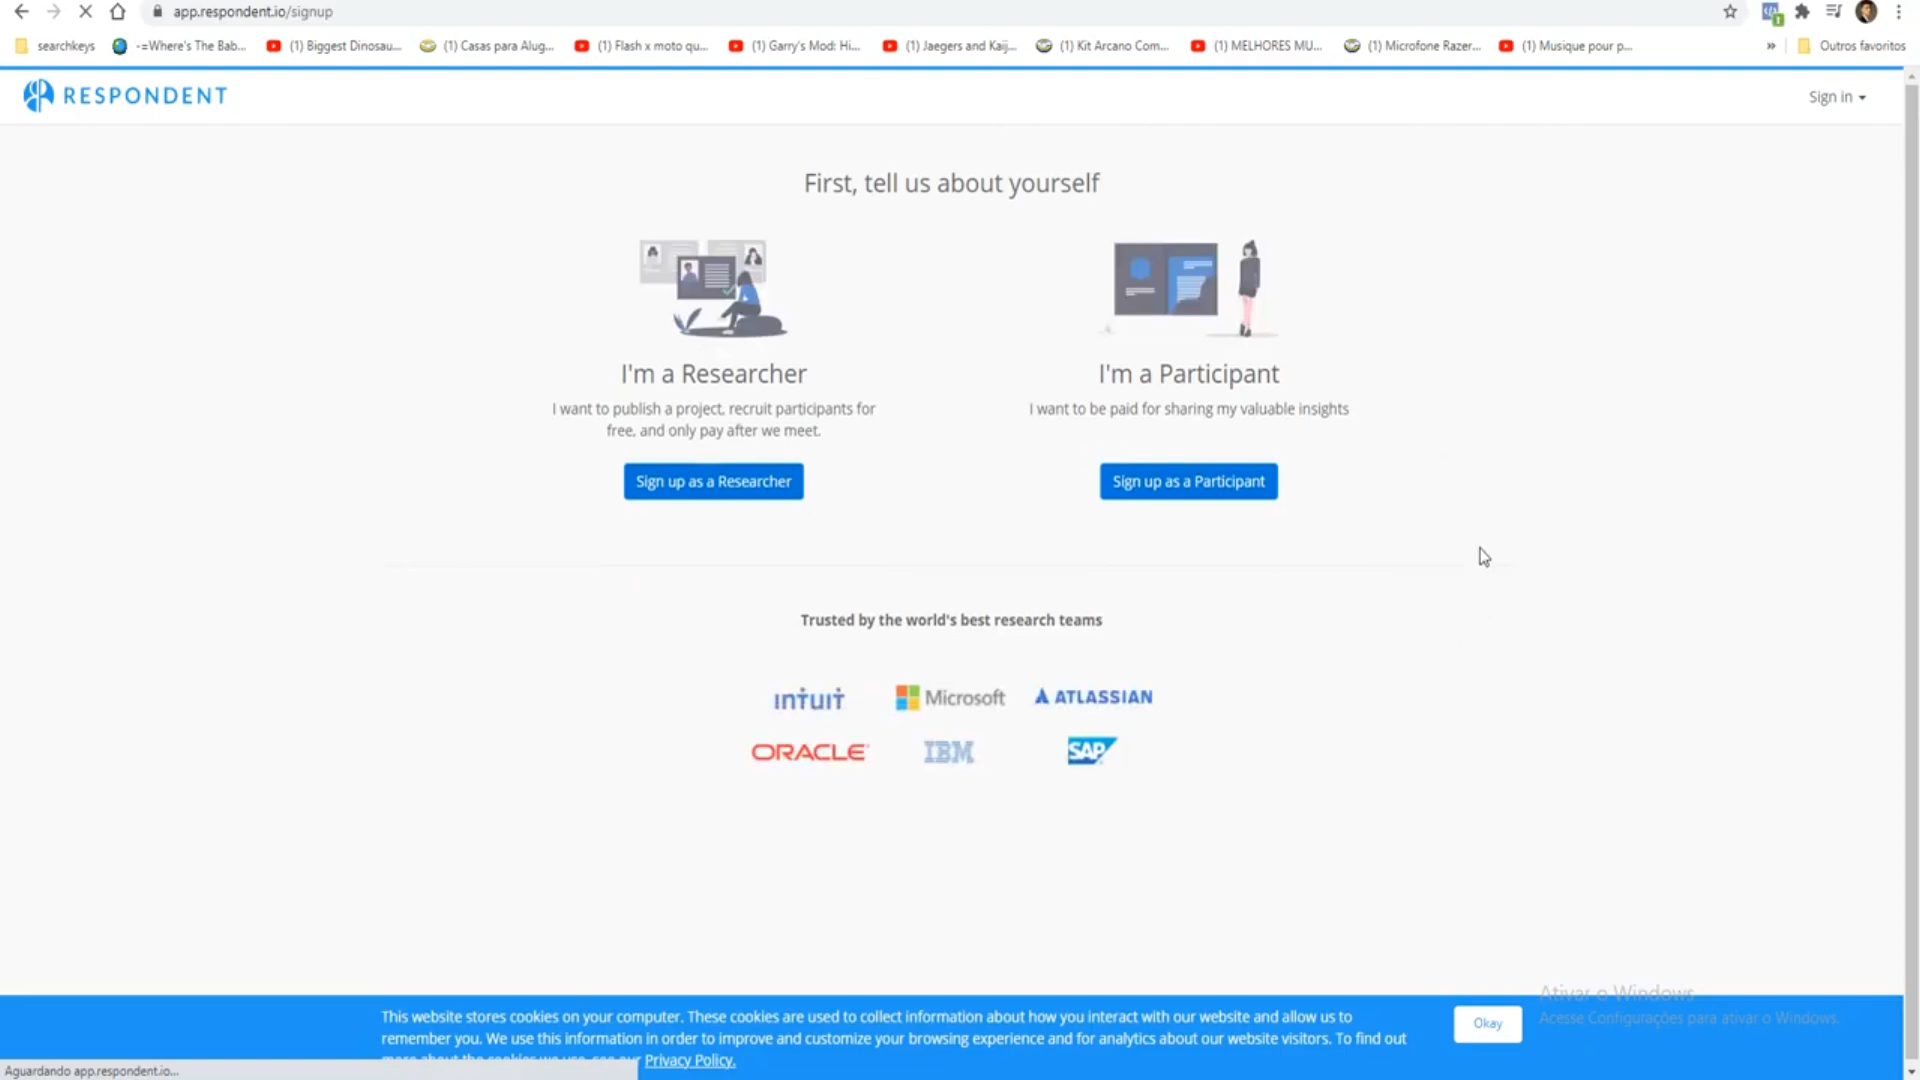 app.respondent.io/signup
searchkeys
-=Where's The Bab...
(1) Biggest Dinosau...
(1) Casas para Alug...
(1) Flash x moto qu...
(1) Garry's Mod: Hi...
(1) Jaegers and Kaij...
(1) Kit Arcano Com...
(1) MELHORES MU...
(1) Microfone Razer...
(1) Musique pour p...
»
Outros favoritos
RESPONDENT
Sign in
First, tell us about yourself
I'm a Researcher
I want to publish a project, recruit participants for
free, and only pay after we meet.
Sign up as a Researcher
I'm a Participant
I want to be paid for sharing my valuable insights
Sign up as a Participant
Trusted by the world's best research teams
intuit
Microsoft
ATLASSIAN
ORACLE
IBM
SAP
This website stores cookies on your computer. These cookies are used to collect information about how you interact with our website and allow us to
remember you. We use this information in order to improve and customize your browsing experience and for analytics about our website visitors. To find out
more about the cookies we use, see our Privacy Policy.
Okay
Ativar o Windows
Acesse Configurações para ativar o Windows.
Aguardando app.respondent.io...